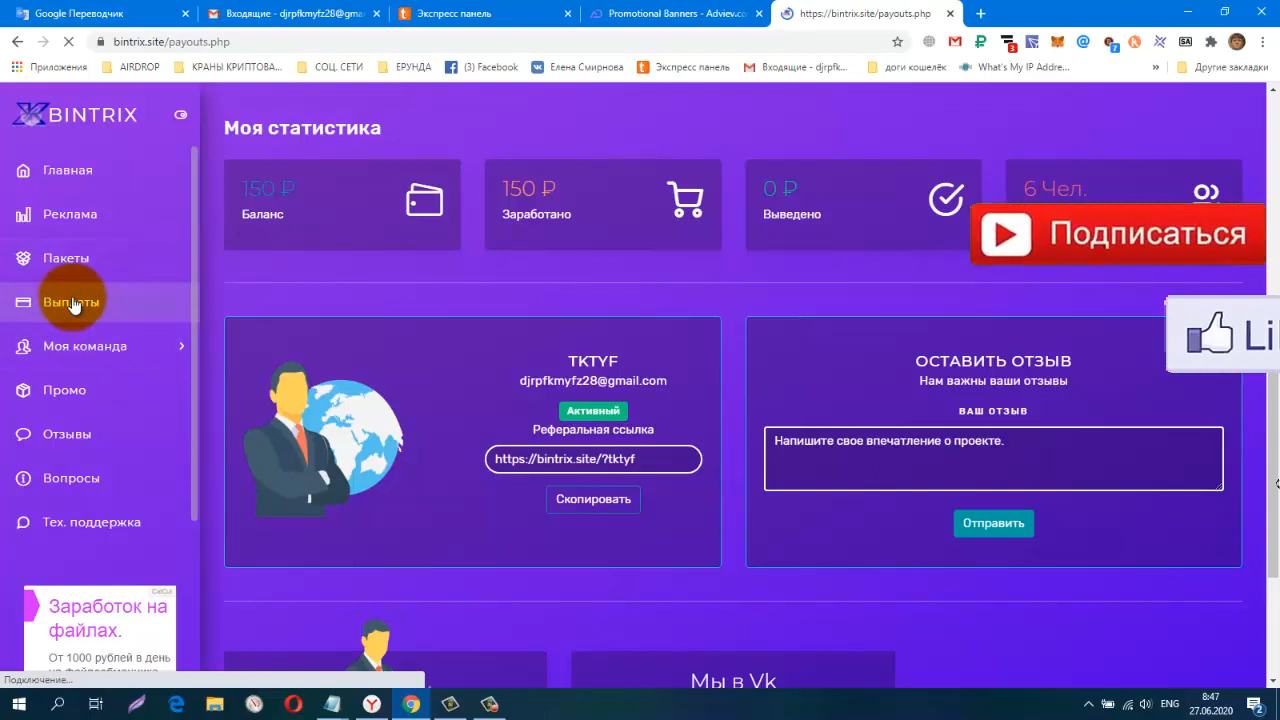 Google Переводчик
Входящие - djrpkmyfz28@gma
Экспресс панель
Promotional Banners - Adviev.co
https://bintrix.site/payouts.php
bintrix.site/payouts.php
Приложения
AIRDROP
КРАНЫ КРИПТОВА...
СОЦ. СЕТИ
ЕРУНДА
(3) Facebook
Елена Смирнова
Экспресс панель
Входящие - djrpfk...
доги кошелёк
What's My IP Addre...
»
Другие закладки
BINTRIX
Главная
Реклама
Пакеты
Выплаты
Моя команда
Промо
Отзывы
Вопросы
Тех. поддержка
Заработок на
файлах.
От 1000 рублей в день
Подключение...
Моя статистика
150 ₽
Баланс
150 ₽
Заработано
0 ₽
Выведено
6 Чел.
Подписаться
Li
TKTYF
djrpfkmyfz28@gmail.com
Активный
Реферальная ссылка
https://bintrix.site/?tktyf
Скопировать
ОСТАВИТЬ ОТЗЫВ
Нам важны ваши отзывы
ВАШ ОТЗЫВ
Напишите свое впечатление о проекте.
Отправить
Мы в Vk
ENG
8:47
27.06.2020